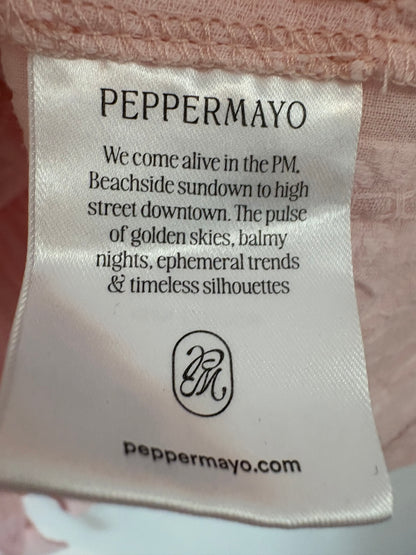 PEPPERMAYO
We come alive in the PM.
Beachside sundown to high
street downtown. The pulse
of golden skies, balmy
nights, ephemeral trends
& timeless silhouettes
PM
peppermayo.com